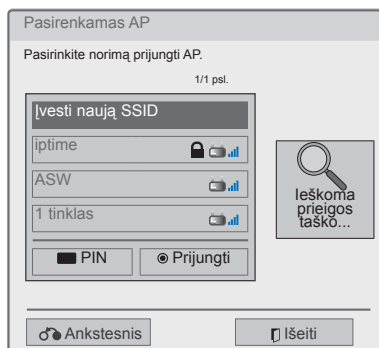 Pasirenkamas AP
Pasirinkite norimą prijungti AP.
1/1 psl.
Įvesti naują SSID
iptime
ASW
1 tinklas
PIN
Prijungti
Ieškoma
prieigos
taško...
Ankstesnis
Išeiti